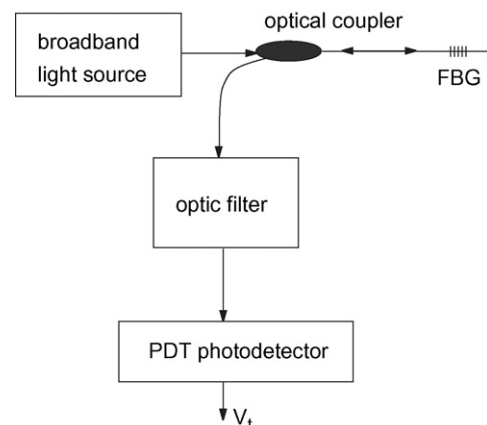 optical coupler
broadband
light source
FBG
optic filter
PDT photodetector
Vt